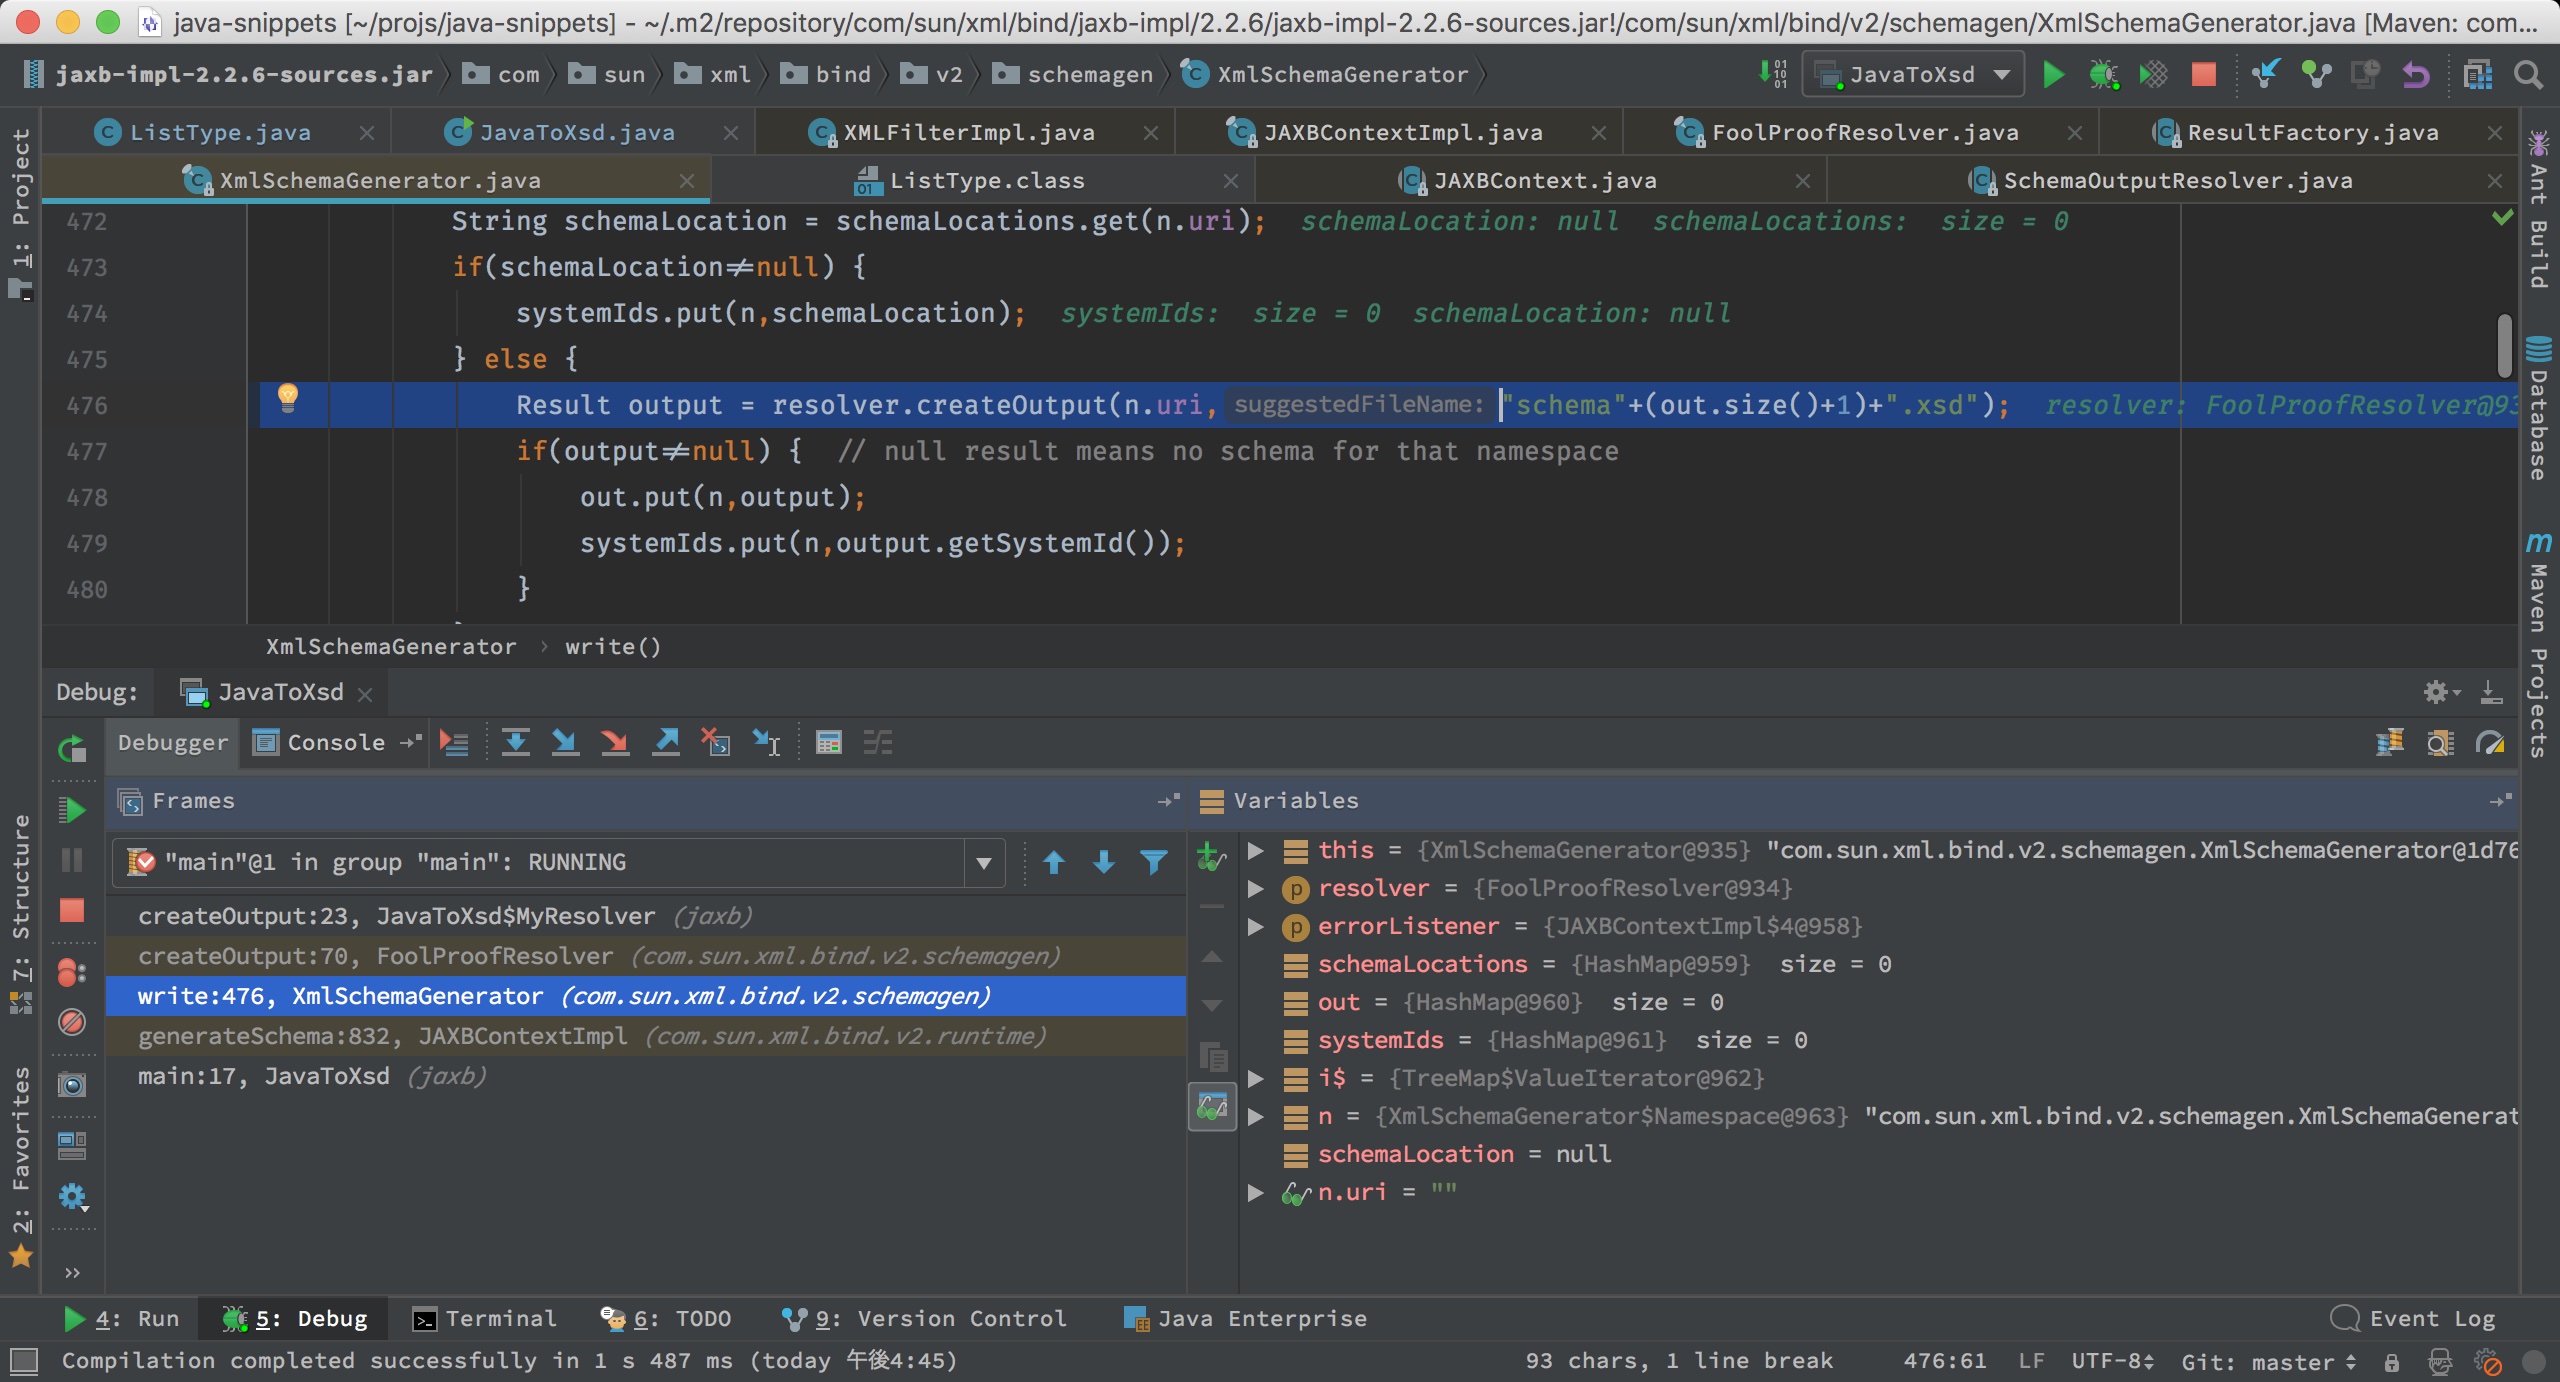 java-snippets [~/projs/java-snippets] - ~/.m2/repository/com/sun/xml/bind/jaxb-impl/2.2.6/jaxb-impl-2.2.6-sources.jar!/com/sun/xml/bind/v2/schemagen/XmlSchemaGenerator.java [Maven: com...
jaxb-impl-2.2.6-sources.jar com sun xml bind v2 schemagen XmlSchemaGenerator JavaToXsd
ListType.java JavaToXsd.java XMLFilterImpl.java JAXBContextImpl.java FoolProofResolver.java ResultFactory.java
XmlSchemaGenerator.java ListType.class JAXBContext.java SchemaOutputResolver.java
472 String schemaLocation = schemaLocations.get(n.uri); schemaLocation: null schemaLocations: size = 0
473 if(schemaLocation≠null) {
474 systemIds.put(n,schemaLocation); systemIds: size = 0 schemaLocation: null
475 } else {
476 Result output = resolver.createOutput(n.uri, suggestedFileName: "schema"+(out.size()+1)+".xsd"); resolver: FoolProofResolver@93
477 if(output≠null) { // null result means no schema for that namespace
478 out.put(n,output);
479 systemIds.put(n,output.getSystemId());
480 }
XmlSchemaGenerator › write()
Debug: JavaToXsd
Debugger Console
Frames
"main"@1 in group "main": RUNNING
createOutput:23, JavaToXsd$MyResolver (jaxb)
createOutput:70, FoolProofResolver (com.sun.xml.bind.v2.schemagen)
write:476, XmlSchemaGenerator (com.sun.xml.bind.v2.schemagen)
generateSchema:832, JAXBContextImpl (com.sun.xml.bind.v2.runtime)
main:17, JavaToXsd (jaxb)
Variables
this = {XmlSchemaGenerator@935} "com.sun.xml.bind.v2.schemagen.XmlSchemaGenerator@1d76
resolver = {FoolProofResolver@934}
errorListener = {JAXBContextImpl$4@958}
schemaLocations = {HashMap@959} size = 0
out = {HashMap@960} size = 0
systemIds = {HashMap@961} size = 0
i$ = {TreeMap$ValueIterator@962}
n = {XmlSchemaGenerator$Namespace@963} "com.sun.xml.bind.v2.schemagen.XmlSchemaGenerat
schemaLocation = null
n.uri = ""
1: Project
7: Structure
2: Favorites
Ant Build
Database
Maven Projects
4: Run 5: Debug Terminal 6: TODO 9: Version Control Java Enterprise Event Log
Compilation completed successfully in 1 s 487 ms (today 午後4:45) 93 chars, 1 line break 476:61 LF UTF-8 Git: master